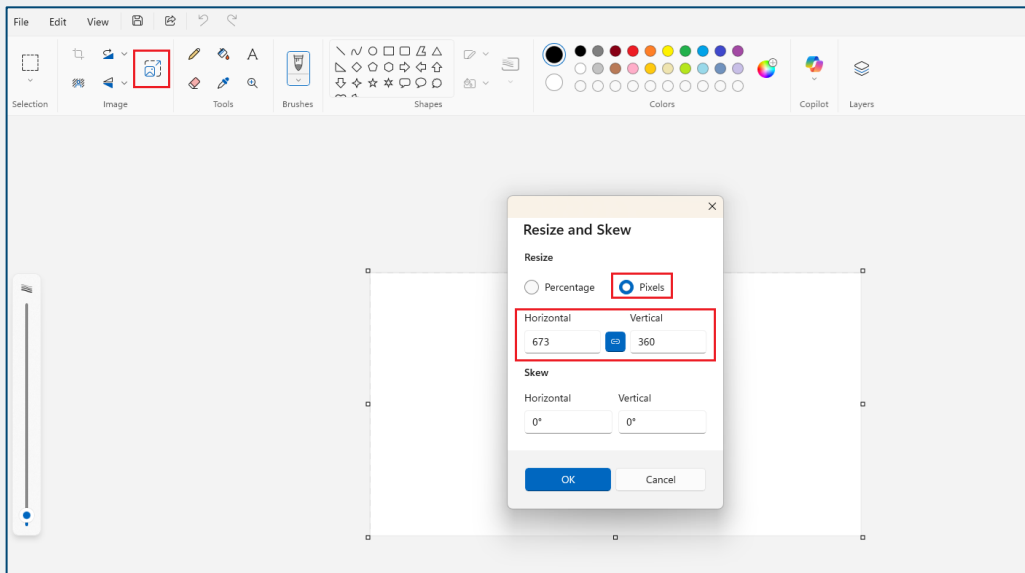 File Edit View
A
Selection Image Tools Brushes Shapes Colors Copilot Layers
Resize and Skew
Resize
Percentage Pixels
Horizontal Vertical
673 360
Skew
Horizontal Vertical
0° 0°
OK Cancel